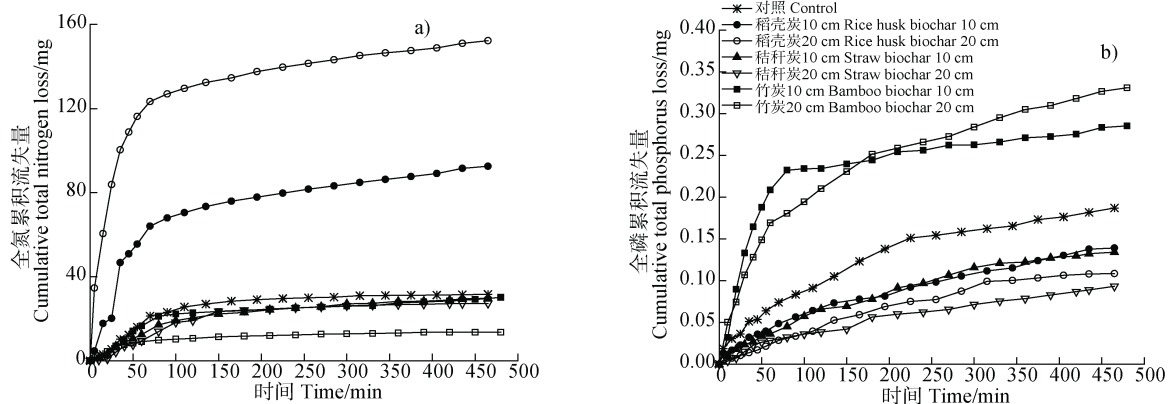 a)
全氮累积流失量
Cumulative total nitrogen loss/mg
160
120
80
40
0
0 50 100 150 200 250 300 350 400 450 500
时间 Time/min
对照 Control
稻壳炭10 cm Rice husk biochar 10 cm
稻壳炭20 cm Rice husk biochar 20 cm
秸秆炭10 cm Straw biochar 10 cm
秸秆炭20 cm Straw biochar 20 cm
竹炭10 cm Bamboo biochar 10 cm
竹炭20 cm Bamboo biochar 20 cm
b)
全磷累积流失量
Cumulative total phosphorus loss/mg
0.40
0.35
0.30
0.25
0.20
0.15
0.10
0.05
0.00
0 50 100 150 200 250 300 350 400 450 500
时间 Time/min